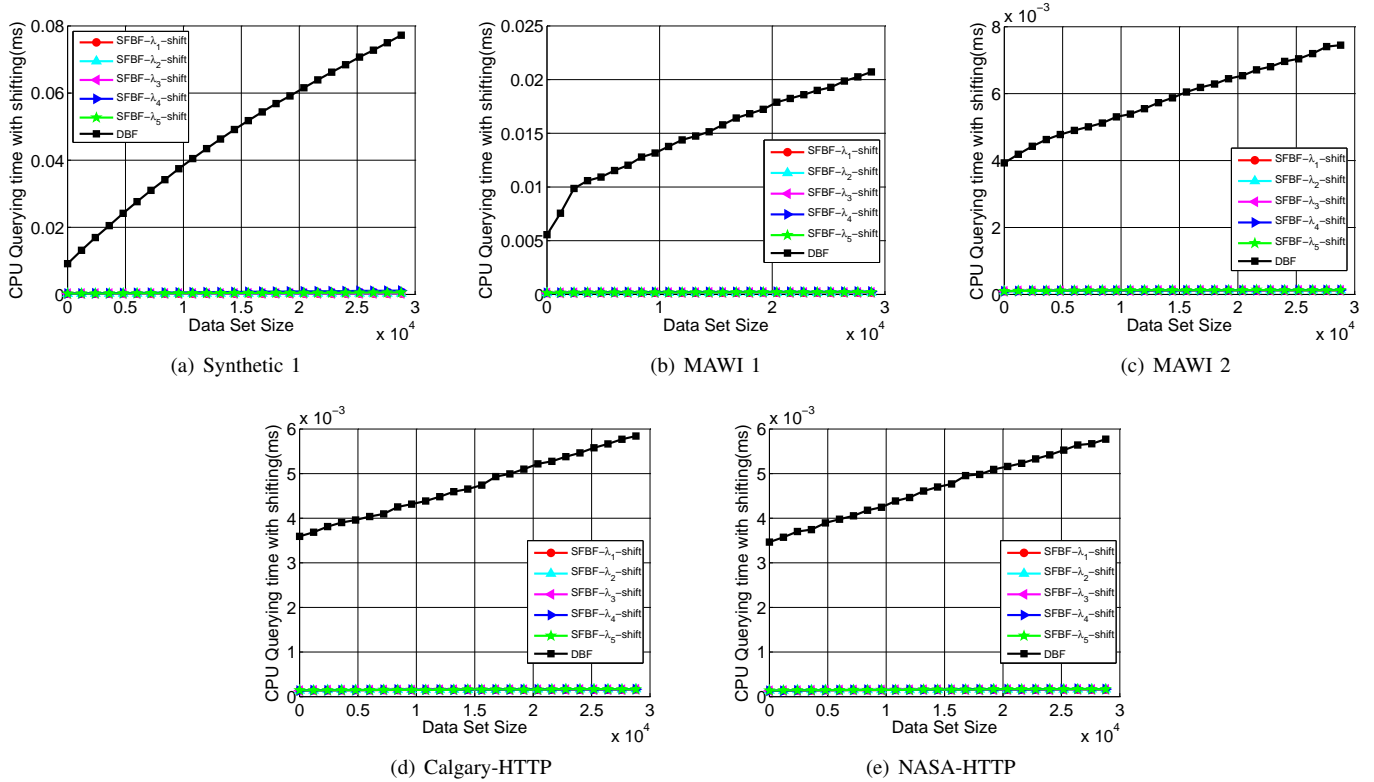 CPU Querying time with shifting(ms)
0.08
0.06
0.04
0.02
0
0 0.5 1 1.5 2 2.5 3
x 10^4
Data Set Size
SFBF-λ1-shift
SFBF-λ2-shift
SFBF-λ3-shift
SFBF-λ4-shift
SFBF-λ5-shift
DBF
(a) Synthetic 1
CPU Querying time with shifting(ms)
0.025
0.02
0.015
0.01
0.005
0
0 0.5 1 1.5 2 2.5 3
x 10^4
Data Set Size
SFBF-λ1-shift
SFBF-λ2-shift
SFBF-λ3-shift
SFBF-λ4-shift
SFBF-λ5-shift
DBF
(b) MAWI 1
x 10^−3
CPU Querying time with shifting(ms)
8
6
4
2
0
0 0.5 1 1.5 2 2.5 3
x 10^4
Data Set Size
SFBF-λ1-shift
SFBF-λ2-shift
SFBF-λ3-shift
SFBF-λ4-shift
SFBF-λ5-shift
DBF
(c) MAWI 2
x 10^−3
CPU Querying time with shifting(ms)
6
5
4
3
2
1
0
0 0.5 1 1.5 2 2.5 3
x 10^4
Data Set Size
SFBF-λ1-shift
SFBF-λ2-shift
SFBF-λ3-shift
SFBF-λ4-shift
SFBF-λ5-shift
DBF
(d) Calgary-HTTP
x 10^−3
CPU Querying time with shifting(ms)
6
5
4
3
2
1
0
0 0.5 1 1.5 2 2.5 3
x 10^4
Data Set Size
SFBF-λ1-shift
SFBF-λ2-shift
SFBF-λ3-shift
SFBF-λ4-shift
SFBF-λ5-shift
DBF
(e) NASA-HTTP